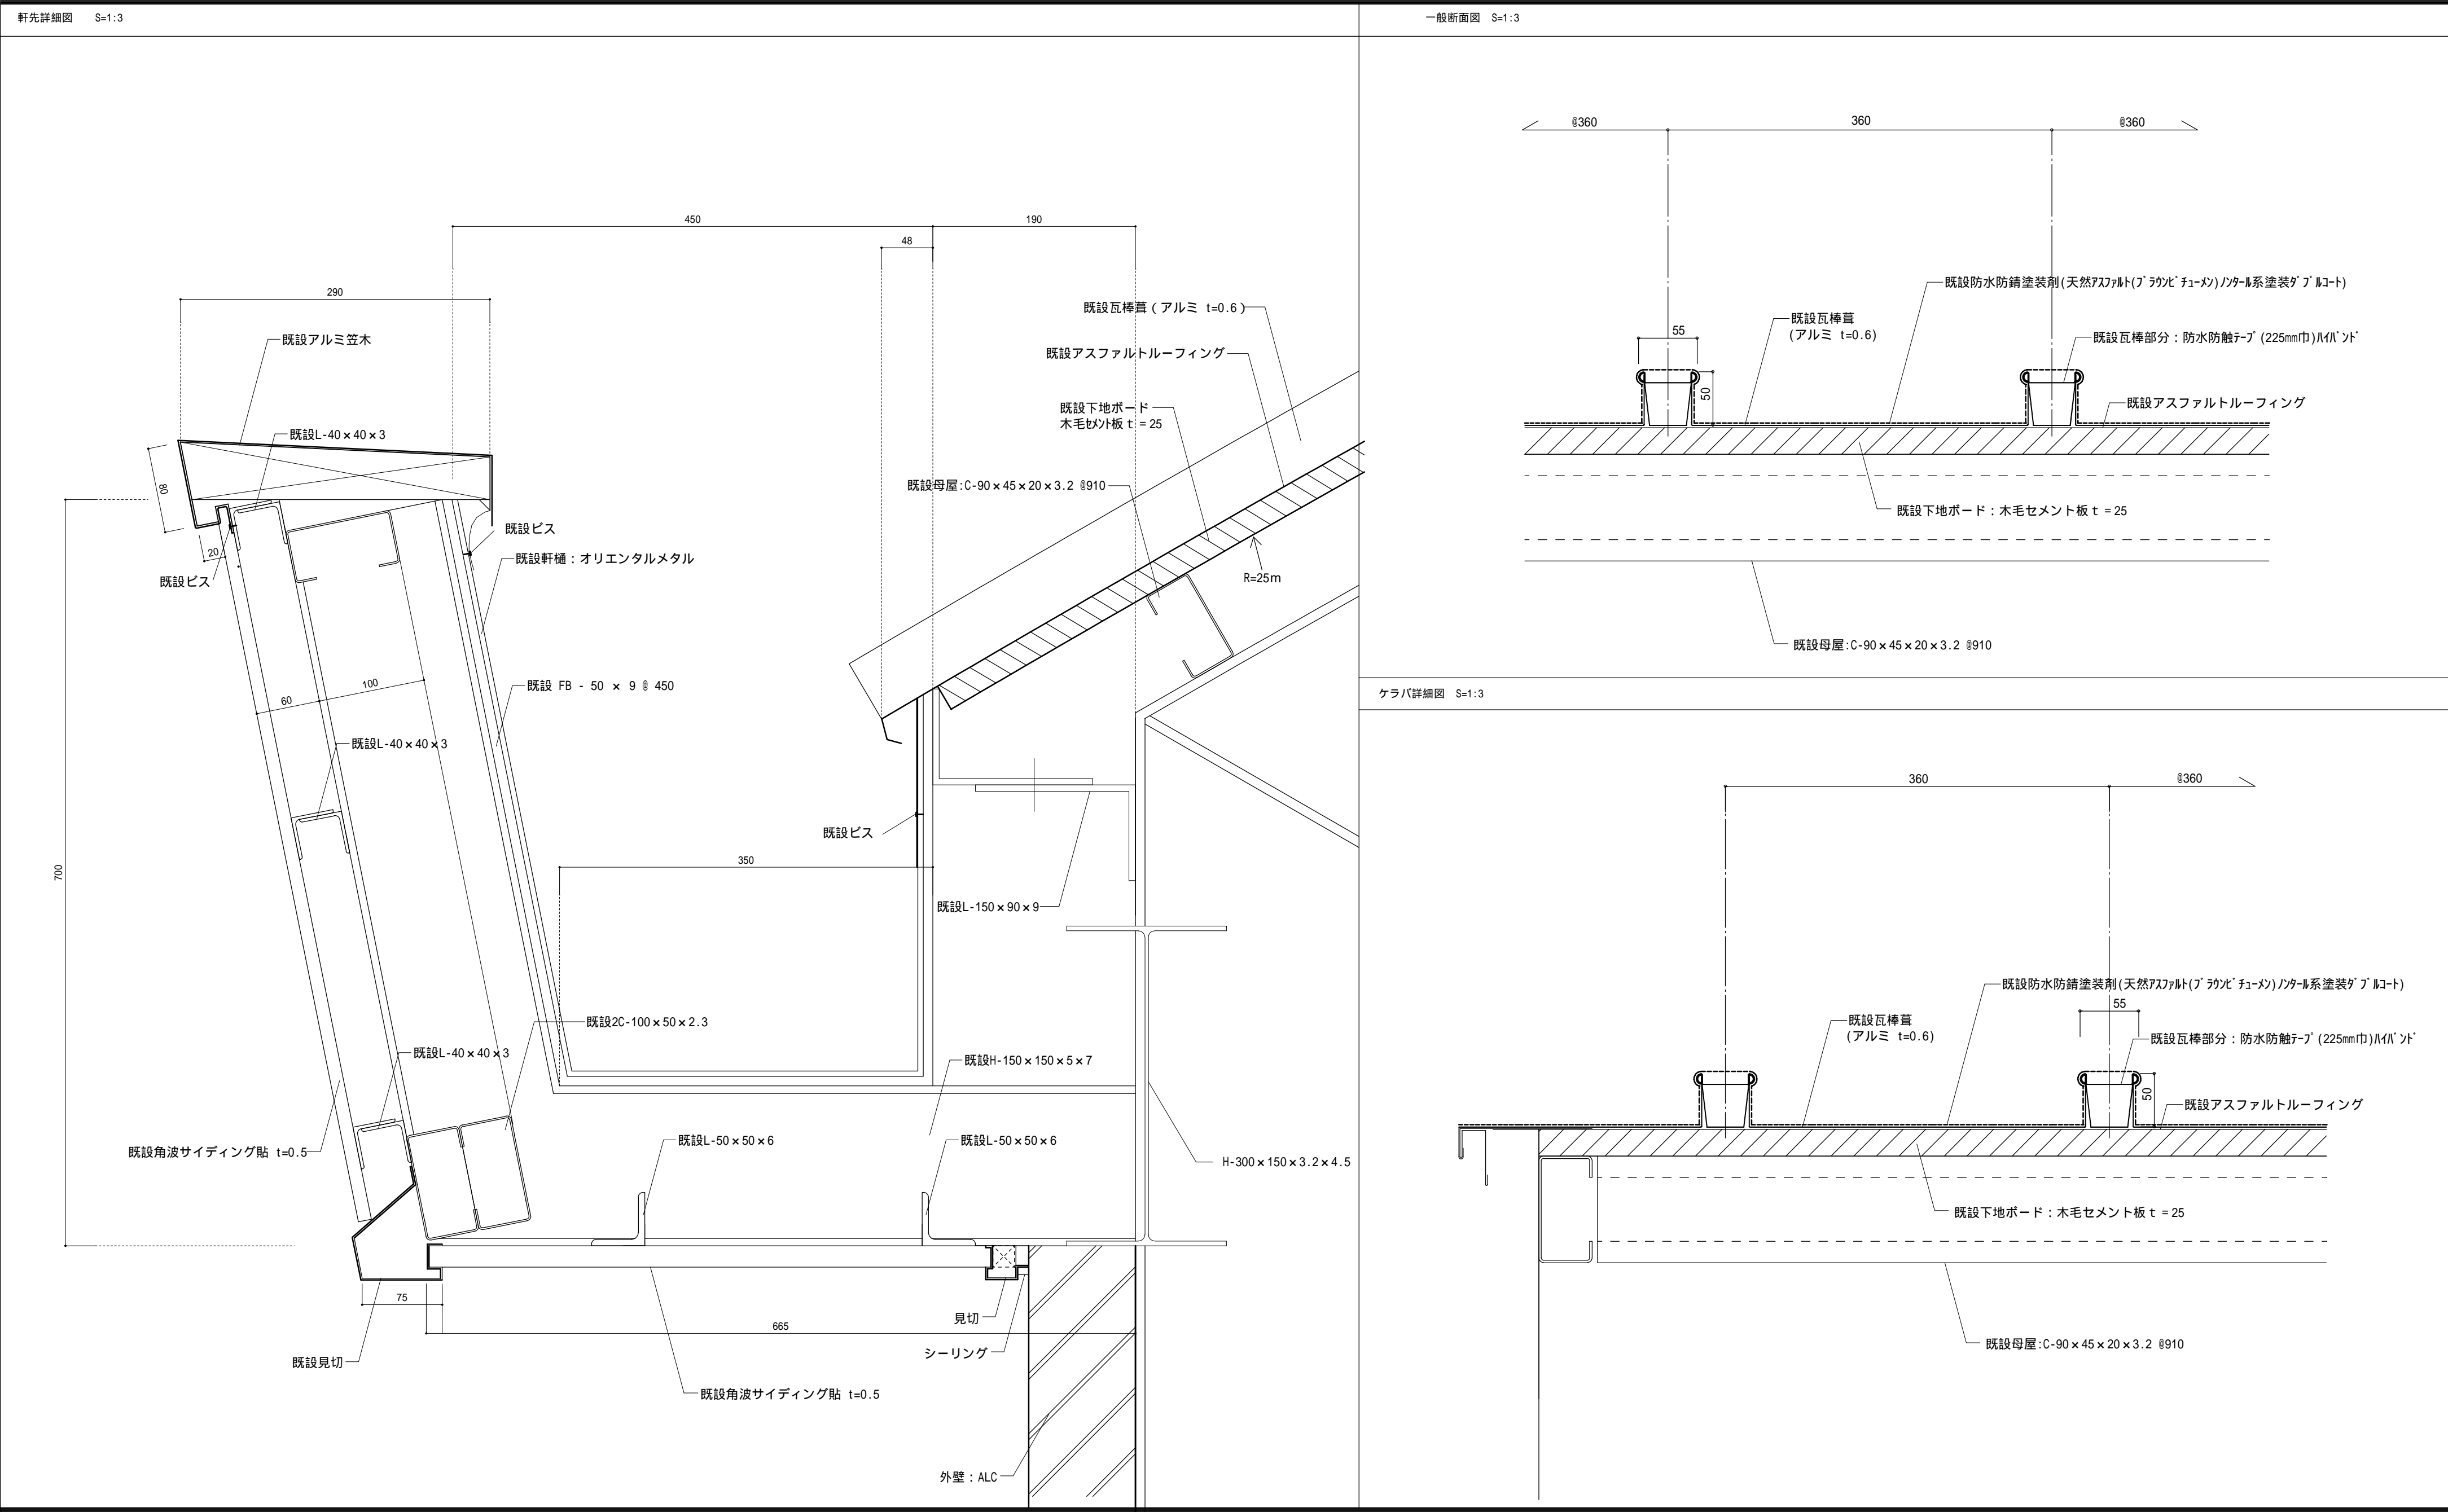 軒先詳細図 S=1:3
450
190
48
290
既設アルミ笠木
既設瓦棒葺(アルミ t=0.6)
既設アスファルトルーフィング
既設下地ボード
木毛ｾﾒﾝﾄ板ｔ=25
既設L-40×40×3
80
既設母屋:C-90×45×20×3.2 @910
既設ビス
20
既設軒樋：オリエンタルメタル
既設ビス
R=25m
60
100
既設 FB - 50 × 9 @ 450
既設L-40×40×3
既設ビス
350
700
既設L-150×90×9
既設2C-100×50×2.3
既設L-40×40×3
既設H-150×150×5×7
既設L-50×50×6
既設L-50×50×6
既設角波サイディング貼 t=0.5
H-300×150×3.2×4.5
75
見切
665
シーリング
既設見切
既設角波サイディング貼 t=0.5
外壁：ALC
一般断面図 S=1:3
@360
360
@360
既設防水防錆塗装剤(天然ｱｽﾌｧﾙﾄ(ﾌﾞﾗｳﾝﾋﾞﾁｭｰﾒﾝ)ﾉﾝﾀｰﾙ系塗装ﾀﾞﾌﾞﾙｺｰﾄ)
既設瓦棒葺
(アルミ t=0.6)
55
既設瓦棒部分：防水防触ﾃｰﾌﾟ(225㎜巾)ﾊｲﾊﾞﾝﾄﾞ
50
既設アスファルトルーフィング
既設下地ボード：木毛セメント板ｔ=25
既設母屋:C-90×45×20×3.2 @910
ケラバ詳細図 S=1:3
360
@360
既設防水防錆塗装剤(天然ｱｽﾌｧﾙﾄ(ﾌﾞﾗｳﾝﾋﾞﾁｭｰﾒﾝ)ﾉﾝﾀｰﾙ系塗装ﾀﾞﾌﾞﾙｺｰﾄ)
55
既設瓦棒葺
(アルミ t=0.6)
既設瓦棒部分：防水防触ﾃｰﾌﾟ(225㎜巾)ﾊｲﾊﾞﾝﾄﾞ
50
既設アスファルトルーフィング
既設下地ボード：木毛セメント板ｔ=25
既設母屋:C-90×45×20×3.2 @910